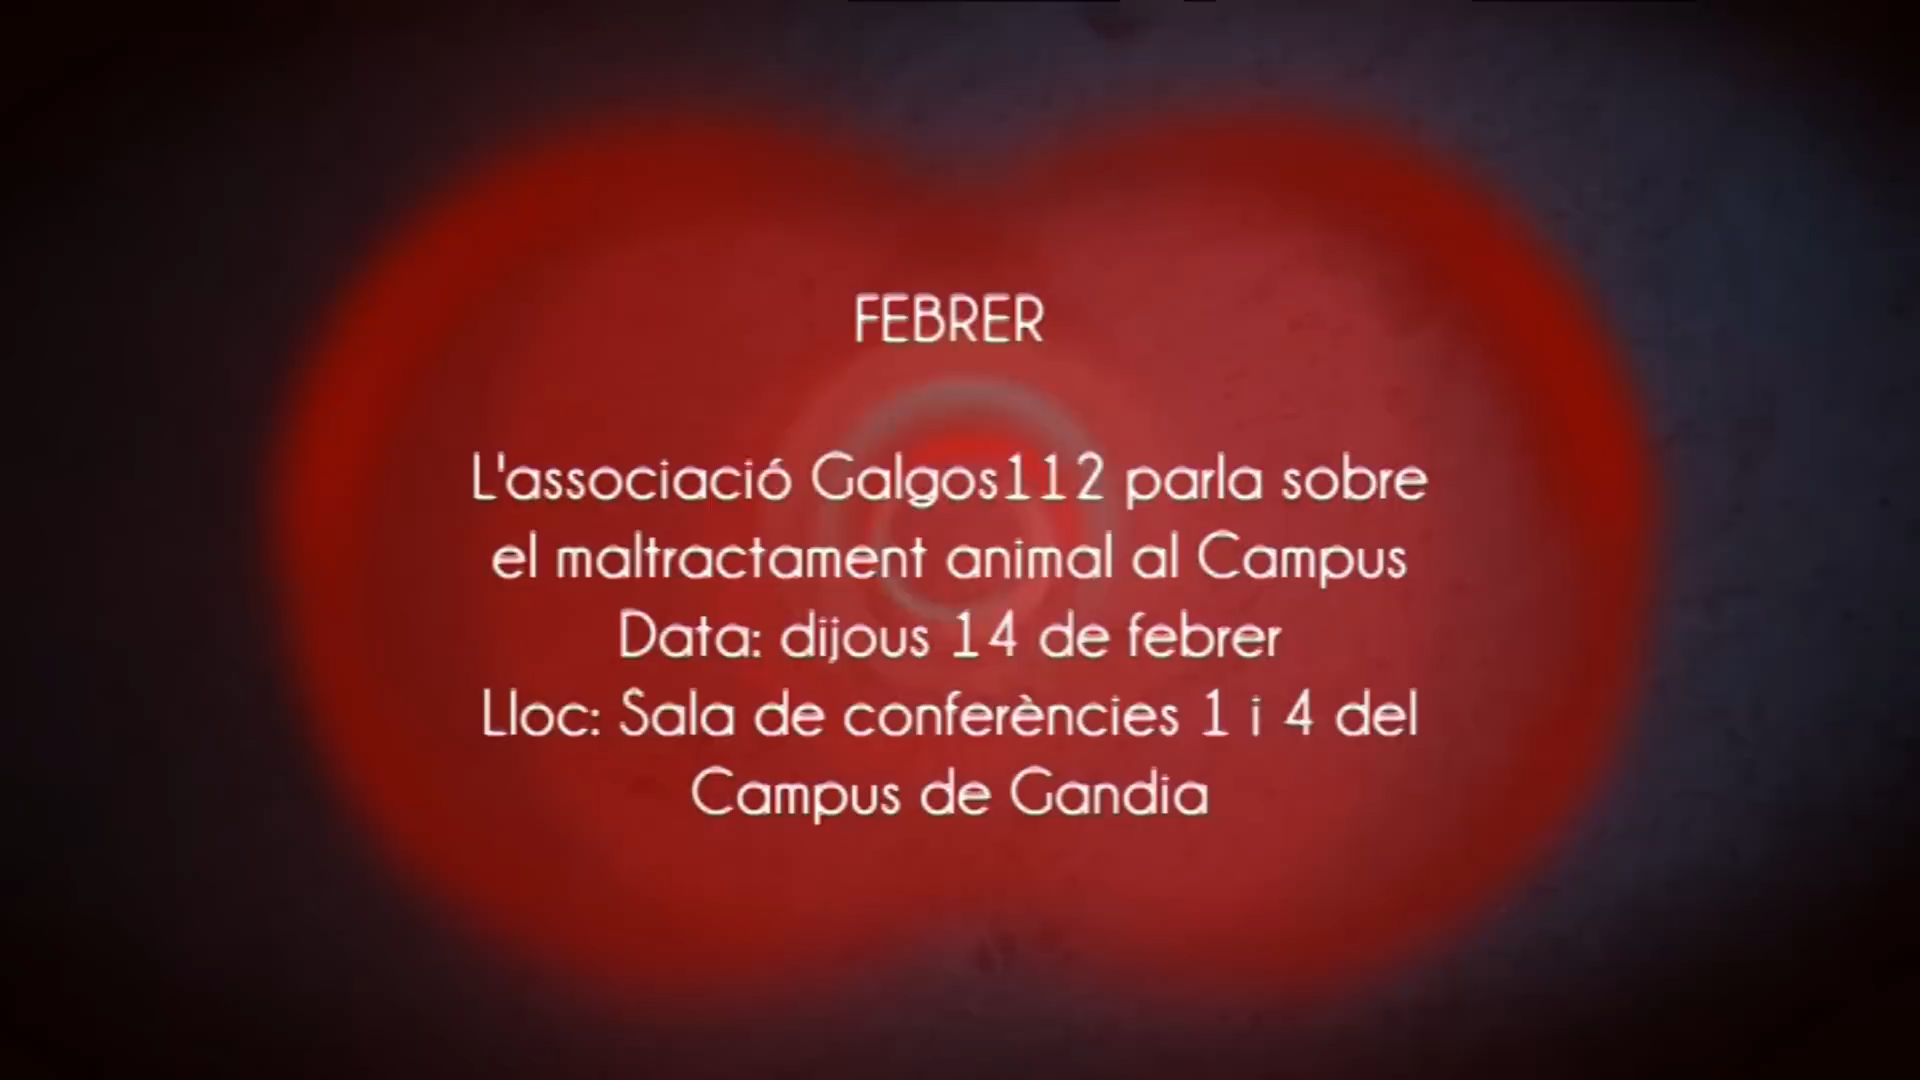 FEBRER
L'associació Galgos112 parla sobre
el maltractament animal al Campus
Data: dijous 14 de febrer
Lloc: Sala de conferències 1 i 4 del
Campus de Gandia